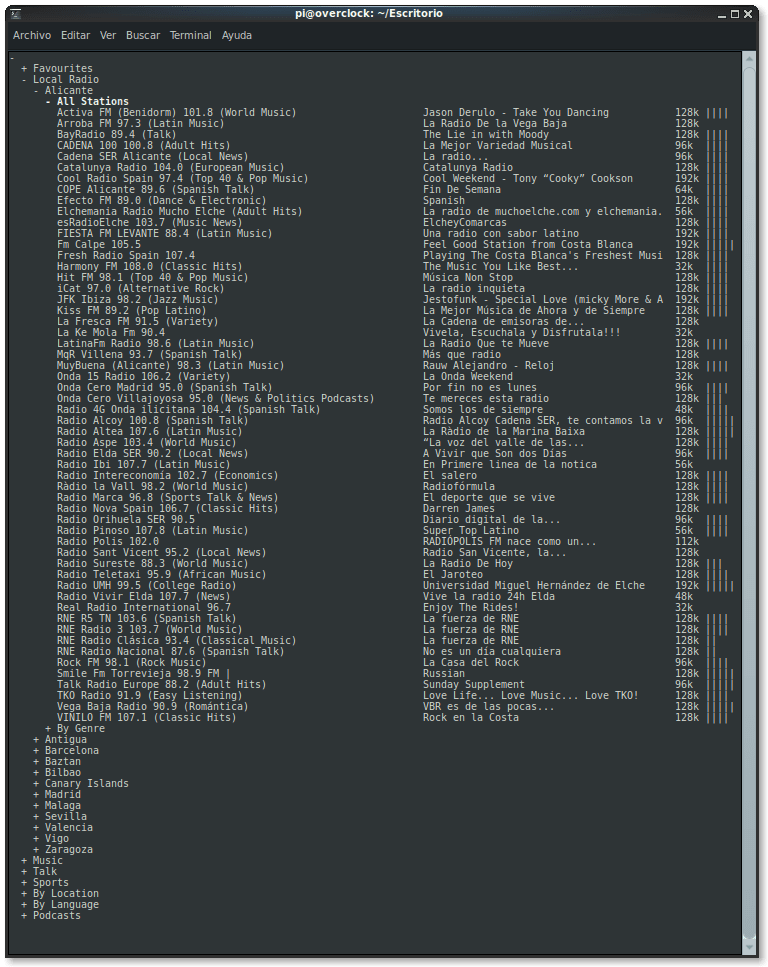 pi@overclock: ~/Escritorio
Archivo Editar Ver Buscar Terminal Ayuda
-
+ Favourites
- Local Radio
- Alicante
- All Stations
Activa FM (Benidorm) 101.8 (World Music) Jason Derulo - Take You Dancing 128k ||||
Arroba FM 97.3 (Latin Music) La Radio De la Vega Baja 128k
BayRadio 89.4 (Talk) The Lie in with Moody 128k ||||
CADENA 100 100.8 (Adult Hits) La Mejor Variedad Musical 96k ||||
Cadena SER Alicante (Local News) La radio... 96k ||||
Catalunya Radio 104.0 (European Music) Catalunya Radio 128k ||||
Cool Radio Spain 97.4 (Top 40 & Pop Music) Cool Weekend - Tony “Cooky” Cookson 192k ||||
COPE Alicante 89.6 (Spanish Talk) Fin De Semana 64k ||||
Efecto FM 89.0 (Dance & Electronic) Spanish 128k ||||
Elchemania Radio Mucho Elche (Adult Hits) La radio de muchoelche.com y elchemania. 56k ||||
esRadioElche 103.7 (Music News) ElcheyComarcas 128k ||||
FIESTA FM LEVANTE 88.4 (Latin Music) Una radio con sabor latino 192k ||||
Fm Calpe 105.5 Feel Good Station from Costa Blanca 192k |||||
Fresh Radio Spain 107.4 Playing The Costa Blanca's Freshest Musi 128k ||||
Harmony FM 108.0 (Classic Hits) The Music You Like Best... 32k ||||
Hit FM 98.1 (Top 40 & Pop Music) Música Non Stop 128k ||||
iCat 97.0 (Alternative Rock) La radio inquieta 128k ||||
JFK Ibiza 98.2 (Jazz Music) Jestofunk - Special Love (micky More & A 192k ||||
Kiss FM 89.2 (Pop Latino) La Mejor Música de Ahora y de Siempre 128k ||||
La Fresca FM 91.5 (Variety) La Cadena de emisoras de... 128k
La Ke Mola Fm 90.4 Vivela, Escuchala y Disfrutala!!! 32k
LatinaFm Radio 98.6 (Latin Music) La Radio Que te Mueve 128k ||||
MqR Villena 93.7 (Spanish Talk) Más que radio 128k
MuyBuena (Alicante) 98.3 (Latin Music) Rauw Alejandro - Reloj 128k ||||
Onda 15 Radio 106.2 (Variety) La Onda Weekend 32k
Onda Cero Madrid 95.0 (Spanish Talk) Por fin no es lunes 96k ||||
Onda Cero Villajoyosa 95.0 (News & Politics Podcasts) Te mereces esta radio 128k |||
Radio 4G Onda ilicitana 104.4 (Spanish Talk) Somos los de siempre 48k ||||
Radio Alcoy 100.8 (Spanish Talk) Radio Alcoy Cadena SER, te contamos la v 96k |||||
Radio Altea 107.6 (Latin Music) La Ràdio de la Marina Baixa 128k |||||
Radio Aspe 103.4 (World Music) “La voz del valle de las... 128k ||||
Radio Elda SER 90.2 (Local News) A Vivir que Son dos Días 96k ||||
Radio Ibi 107.7 (Latin Music) En Primere linea de la notica 56k
Radio Intereconomía 102.7 (Economics) El salero 128k ||||
Ràdio la Vall 98.2 (World Music) Radiofórmula 128k ||||
Radio Marca 96.8 (Sports Talk & News) El deporte que se vive 128k ||||
Radio Nova Spain 106.7 (Classic Hits) Darren James 128k
Radio Orihuela SER 90.5 Diario digital de la... 96k ||||
Radio Pinoso 107.8 (Latin Music) Super Top Latino 56k ||||
Radio Polis 102.0 RADIÓPOLIS FM nace como un... 112k
Radio Sant Vicent 95.2 (Local News) Radio San Vicente, la... 128k
Radio Sureste 88.3 (World Music) La Radio De Hoy 128k |||
Radio Teletaxi 95.9 (African Music) El Jaroteo 128k ||||
Radio UMH 99.5 (College Radio) Universidad Miguel Hernández de Elche 192k |||||
Radio Vivir Elda 107.7 (News) Vive la radio 24h Elda 48k
Real Radio International 96.7 Enjoy The Rides! 32k
RNE R5 TN 103.6 (Spanish Talk) La fuerza de RNE 128k ||||
RNE Radio 3 103.7 (World Music) La fuerza de RNE 128k ||||
RNE Radio Clásica 93.4 (Classical Music) La fuerza de RNE 128k ||
RNE Radio Nacional 87.6 (Spanish Talk) No es un día cualquiera 128k ||
Rock FM 98.1 (Rock Music) La Casa del Rock 96k ||||
Smile Fm Torrevieja 98.9 FM | Russian 128k |||||
Talk Radio Europe 88.2 (Adult Hits) Sunday Supplement 96k |||||
TKO Radio 91.9 (Easy Listening) Love Life... Love Music... Love TKO! 128k ||||
Vega Baja Radio 90.9 (Romántica) VBR es de las pocas... 128k |||||
VINILO FM 107.1 (Classic Hits) Rock en la Costa 128k ||||
+ By Genre
+ Antigua
+ Barcelona
+ Baztan
+ Bilbao
+ Canary Islands
+ Madrid
+ Malaga
+ Sevilla
+ Valencia
+ Vigo
+ Zaragoza
+ Music
+ Talk
+ Sports
+ By Location
+ By Language
+ Podcasts